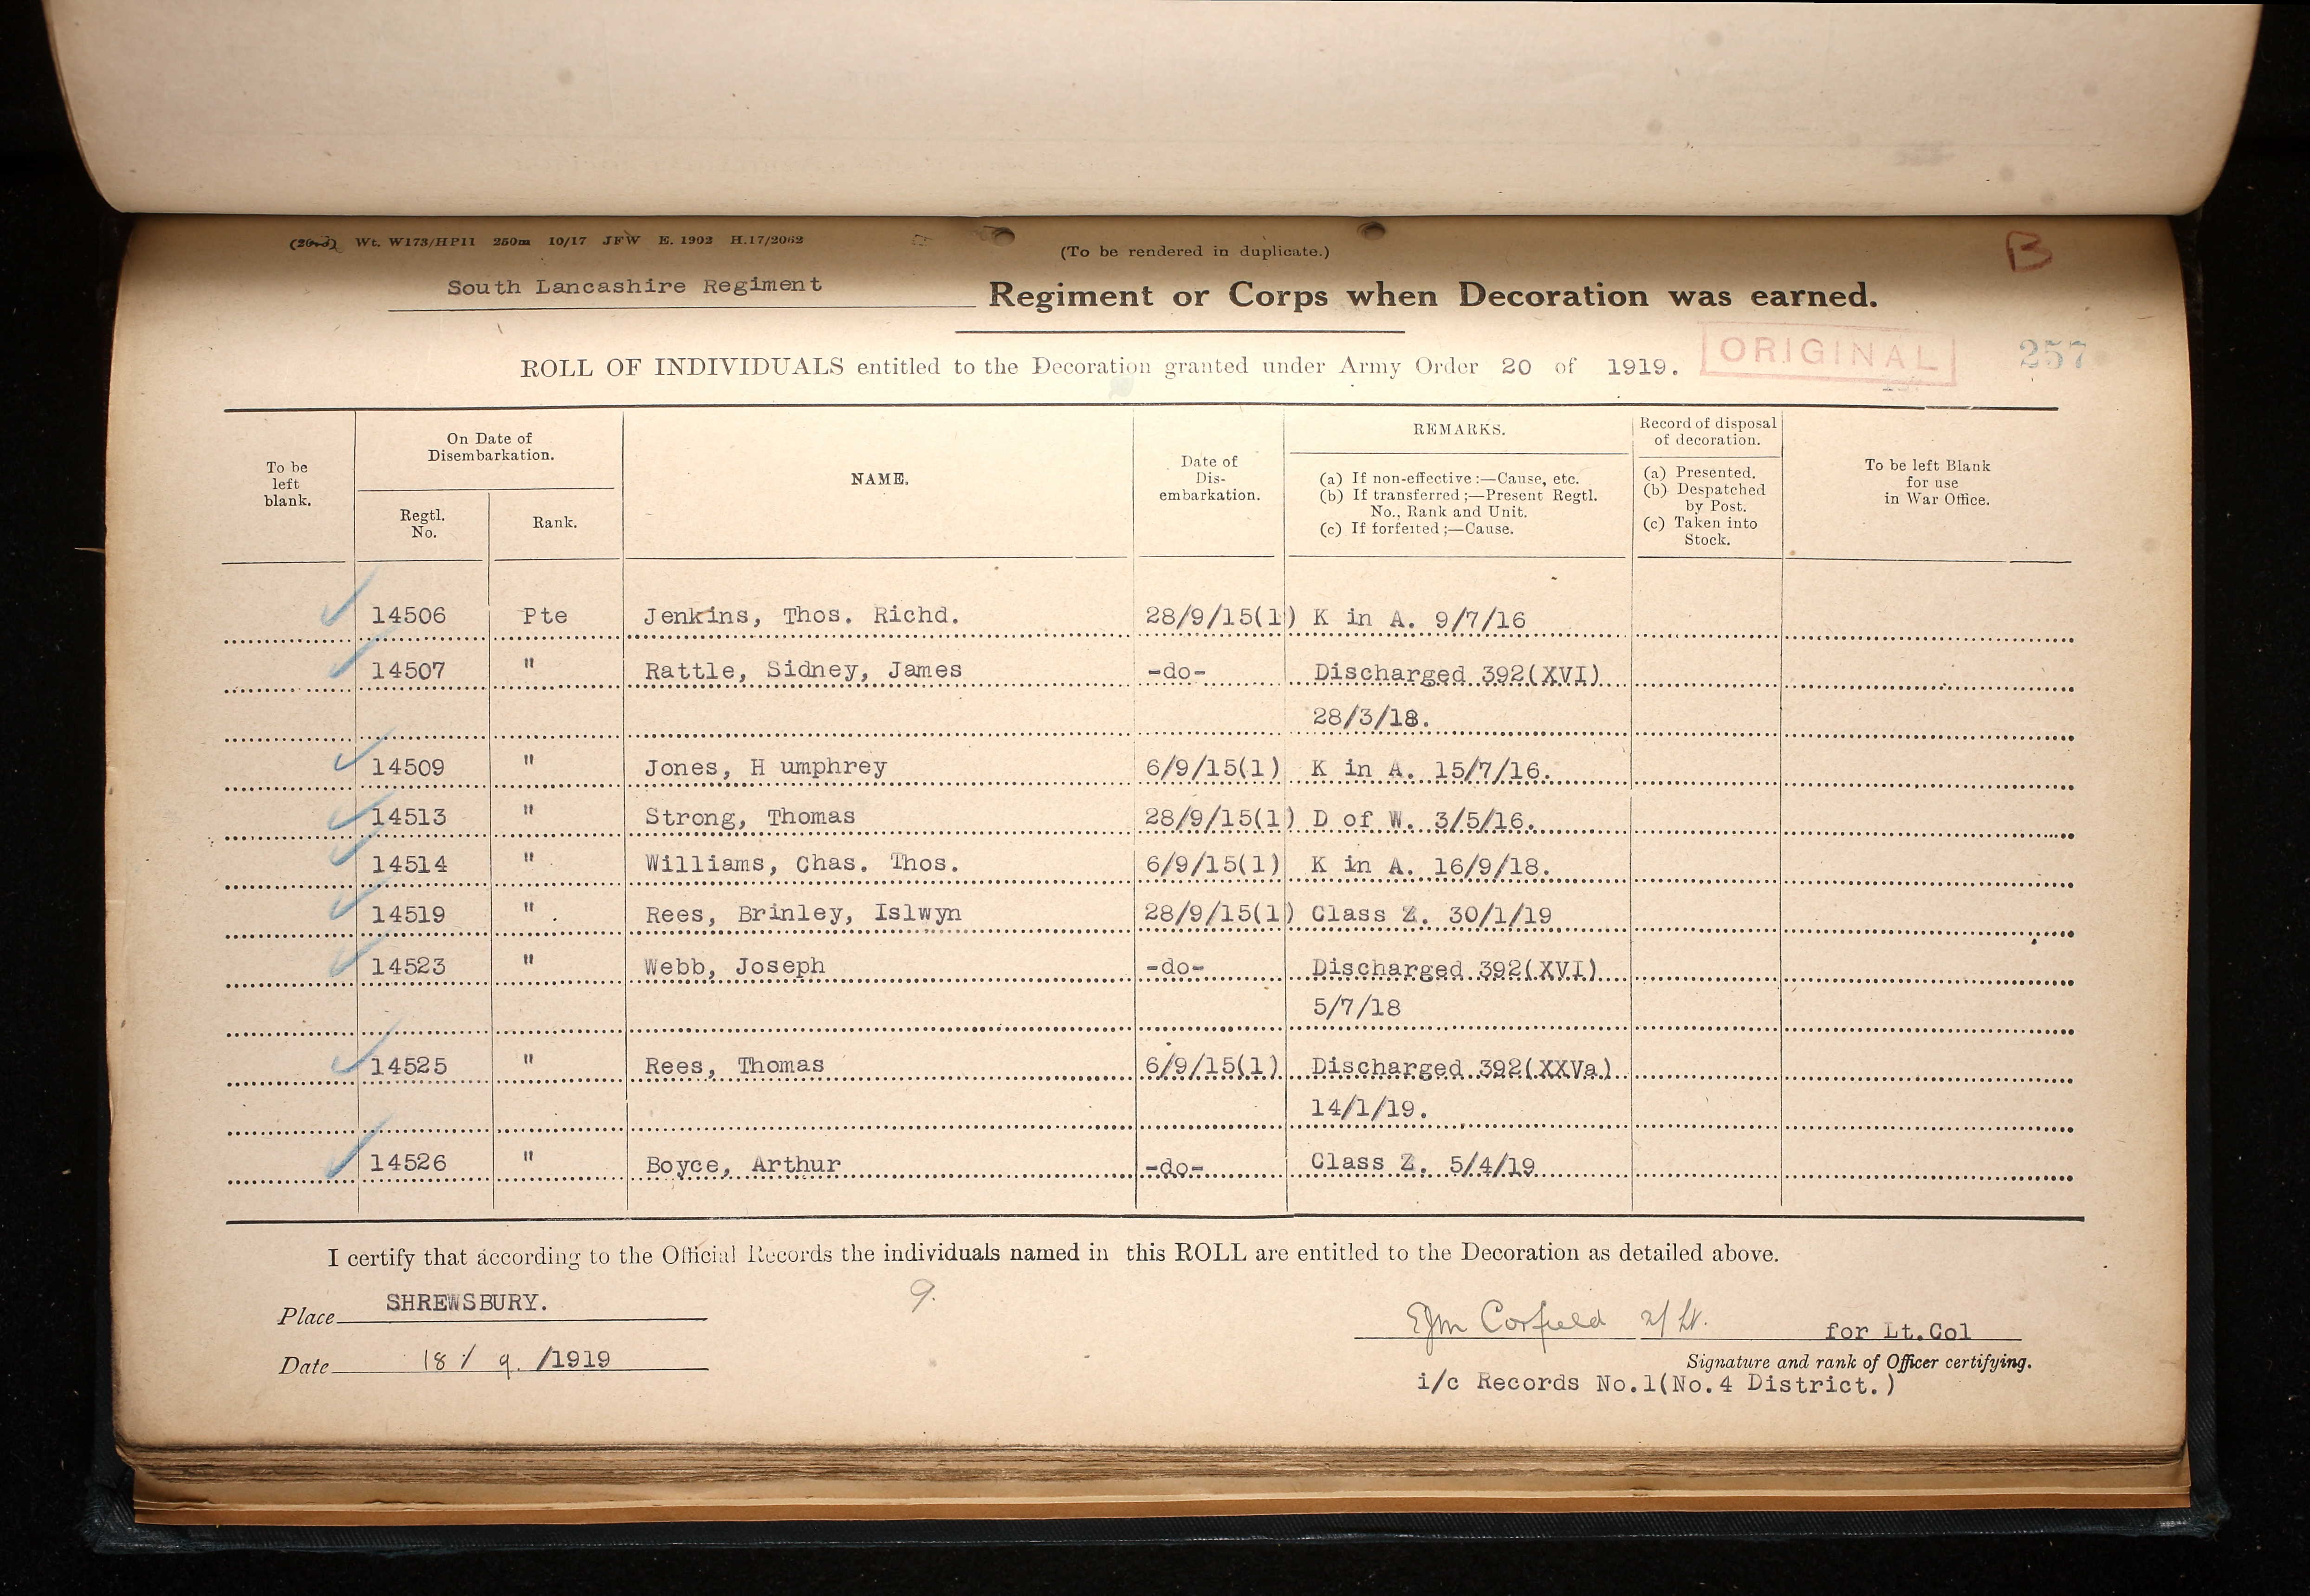 Wt. W173/HP11 250m 10/17 JFW E. 1902 H.17/2062
(To be rendered in duplicate.)
B
South Lancashire Regiment Regiment or Corps when Decoration was earned.
ORIGINAL
257
ROLL OF INDIVIDUALS entitled to the Decoration granted under Army Order 20 of 1919.
To be left blank.
On Date of Disembarkation.
Regtl. No.
Rank.
NAME.
Date of Dis-embarkation.
REMARKS.
(a) If non-effective:—Cause, etc.
(b) If transferred;—Present Regtl. No., Rank and Unit.
(c) If forfeited;—Cause.
Record of disposal of decoration.
(a) Presented.
(b) Despatched by Post.
(c) Taken into Stock.
To be left Blank for use in War Office.
14506 Pte Jenkins, Thos. Richd. 28/9/15(1) K in A. 9/7/16
14507 " Rattle, Sidney, James -do- Discharged 392(XVI)
28/3/18.
14509 " Jones, H umphrey 6/9/15(1) K in A. 15/7/16.
14513 " Strong, Thomas 28/9/15(1) D of W. 3/5/16.
14514 " Williams, Chas. Thos. 6/9/15(1) K in A. 16/9/18.
14519 " Rees, Brinley, Islwyn 28/9/15(1) Class Z. 30/1/19
14523 " Webb, Joseph -do- Discharged 392(XVI)
5/7/18
14525 " Rees, Thomas 6/9/15(1) Discharged 392(XXVa)
14/1/19.
14526 " Boyce, Arthur -do- Class Z. 5/4/19
I certify that according to the Official Records the individuals named in this ROLL are entitled to the Decoration as detailed above.
9.
Place SHREWSBURY.
EJM Corfield 2/Lt. for Lt.Col
Date 18 / 9. /1919
Signature and rank of Officer certifying.
i/c Records No.1(No.4 District.)